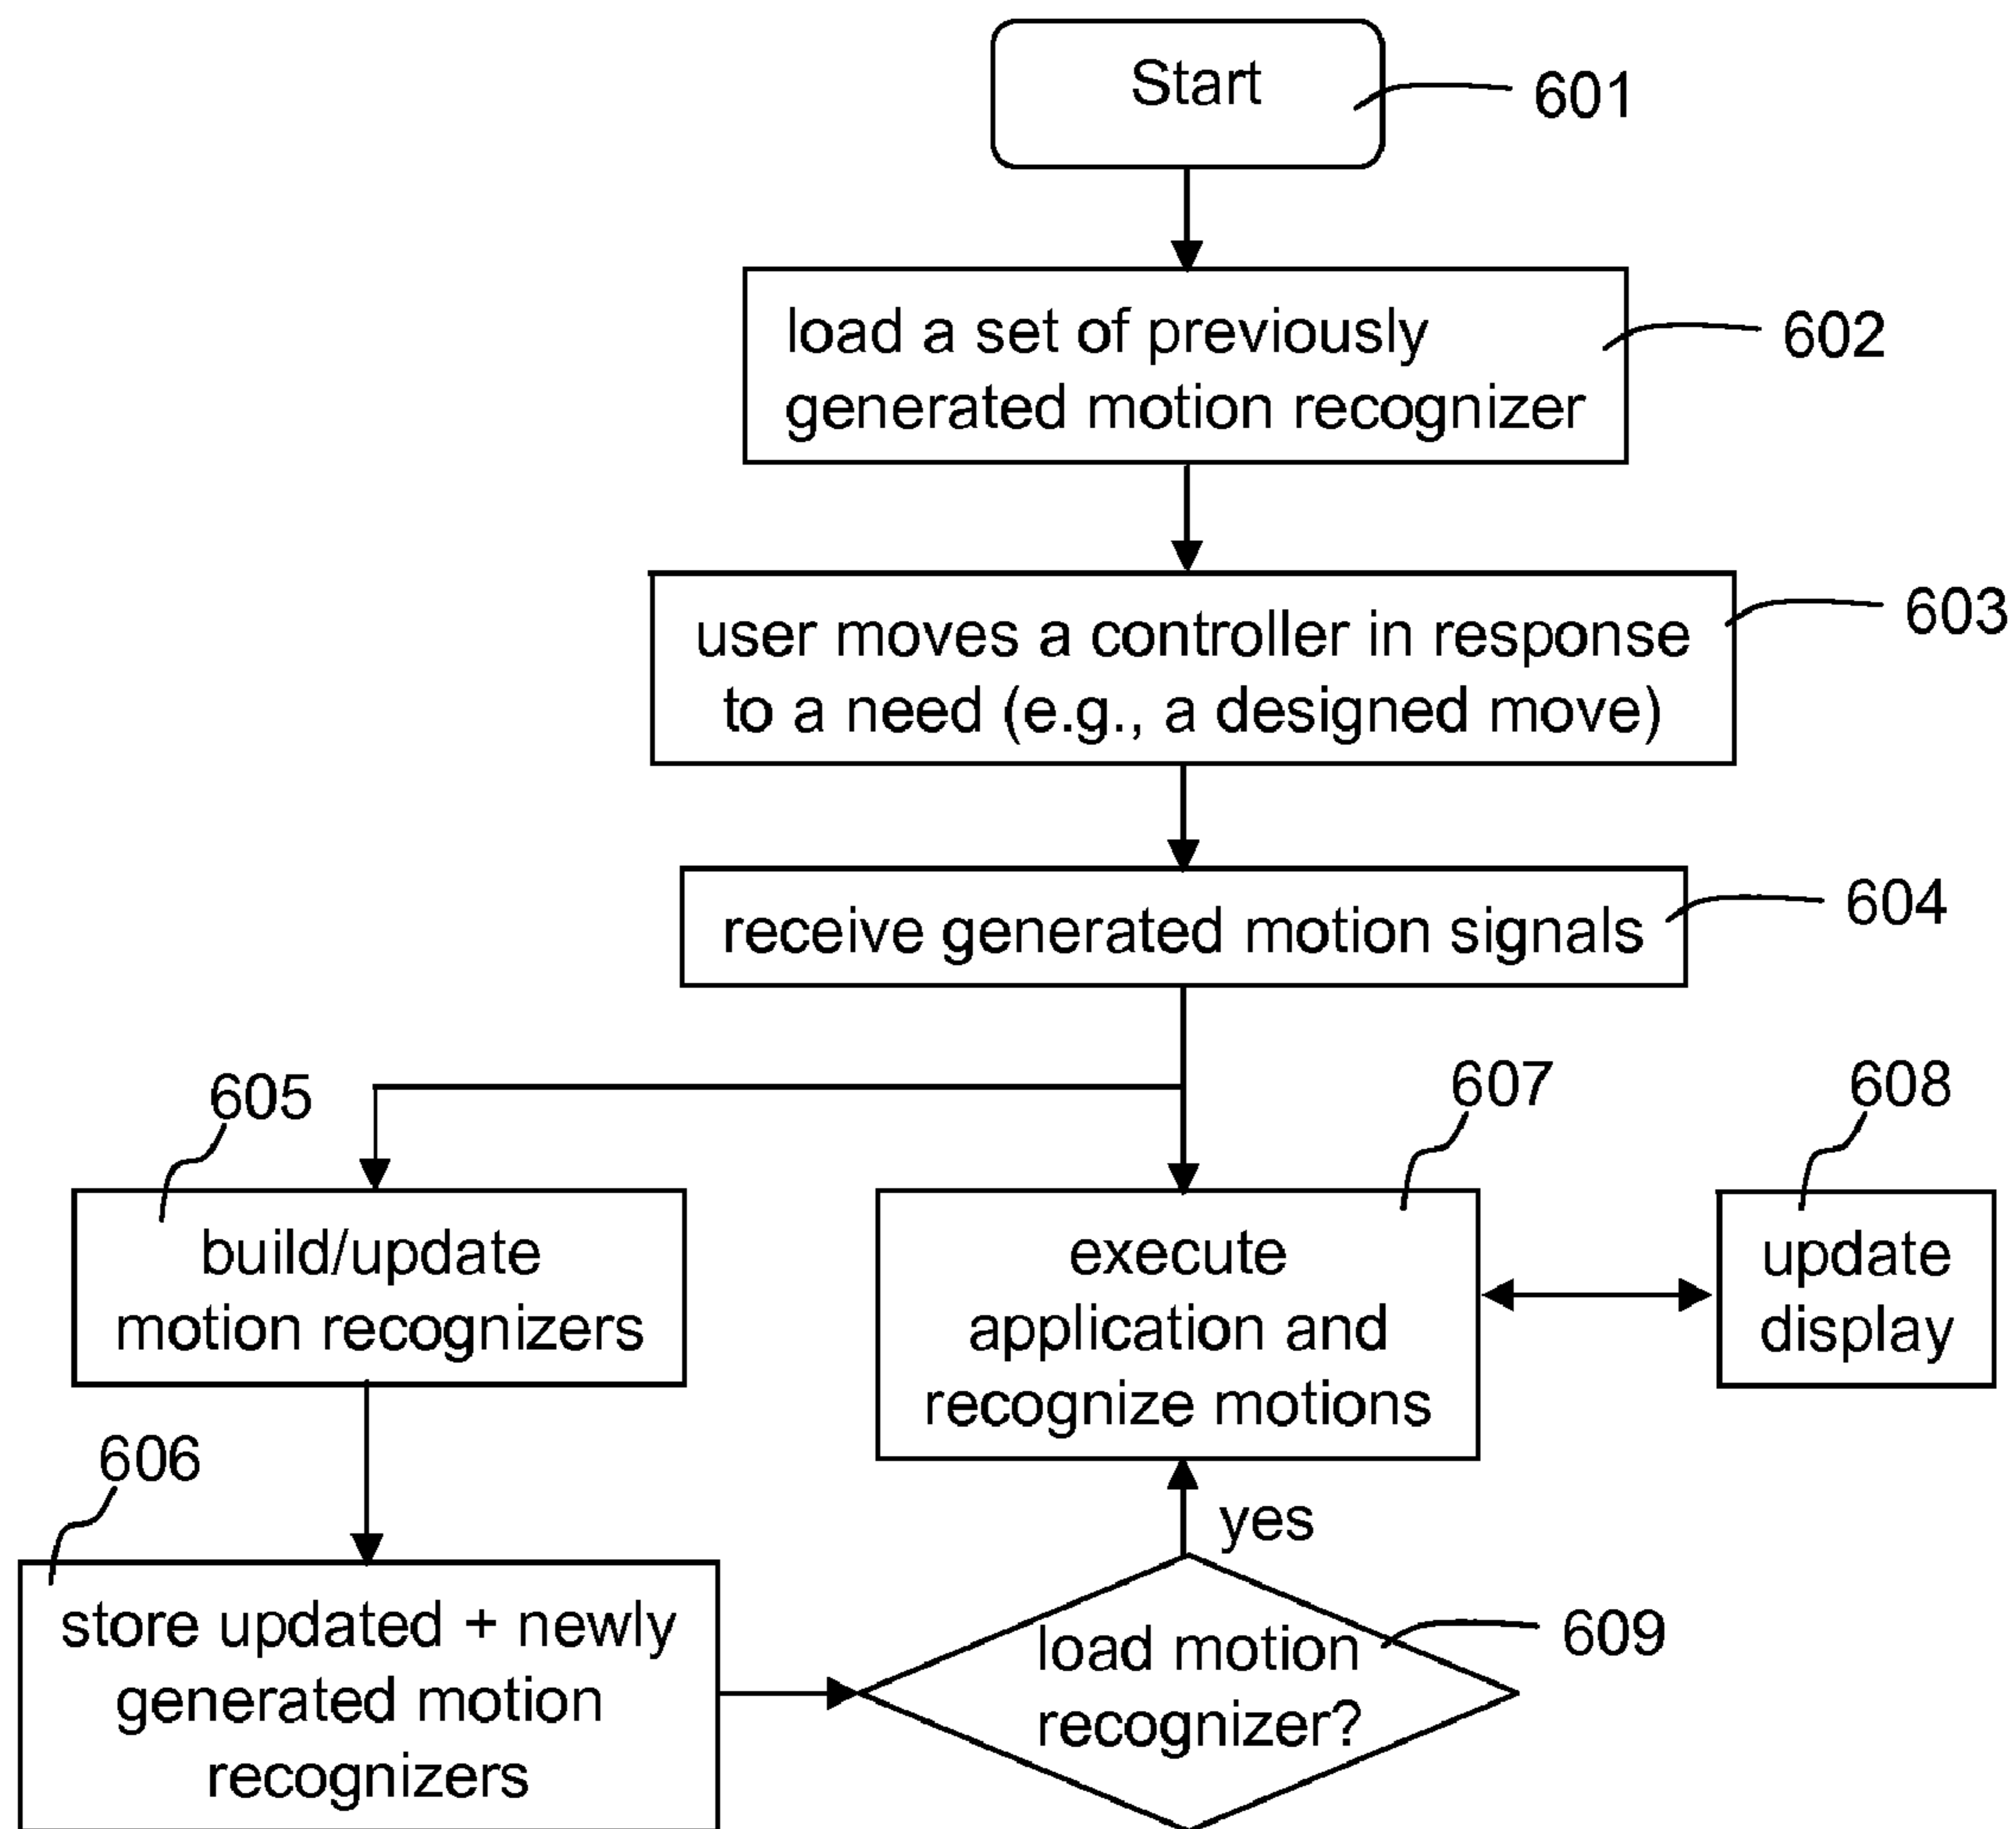 Start
601
load a set of previously
generated motion recognizer
602
user moves a controller in response
to a need (e.g., a designed move)
603
receive generated motion signals
604
605
607
608
build/update
motion recognizers
execute
application and
recognize motions
update
display
606
yes
store updated + newly
generated motion
recognizers
load motion
recognizer?
609